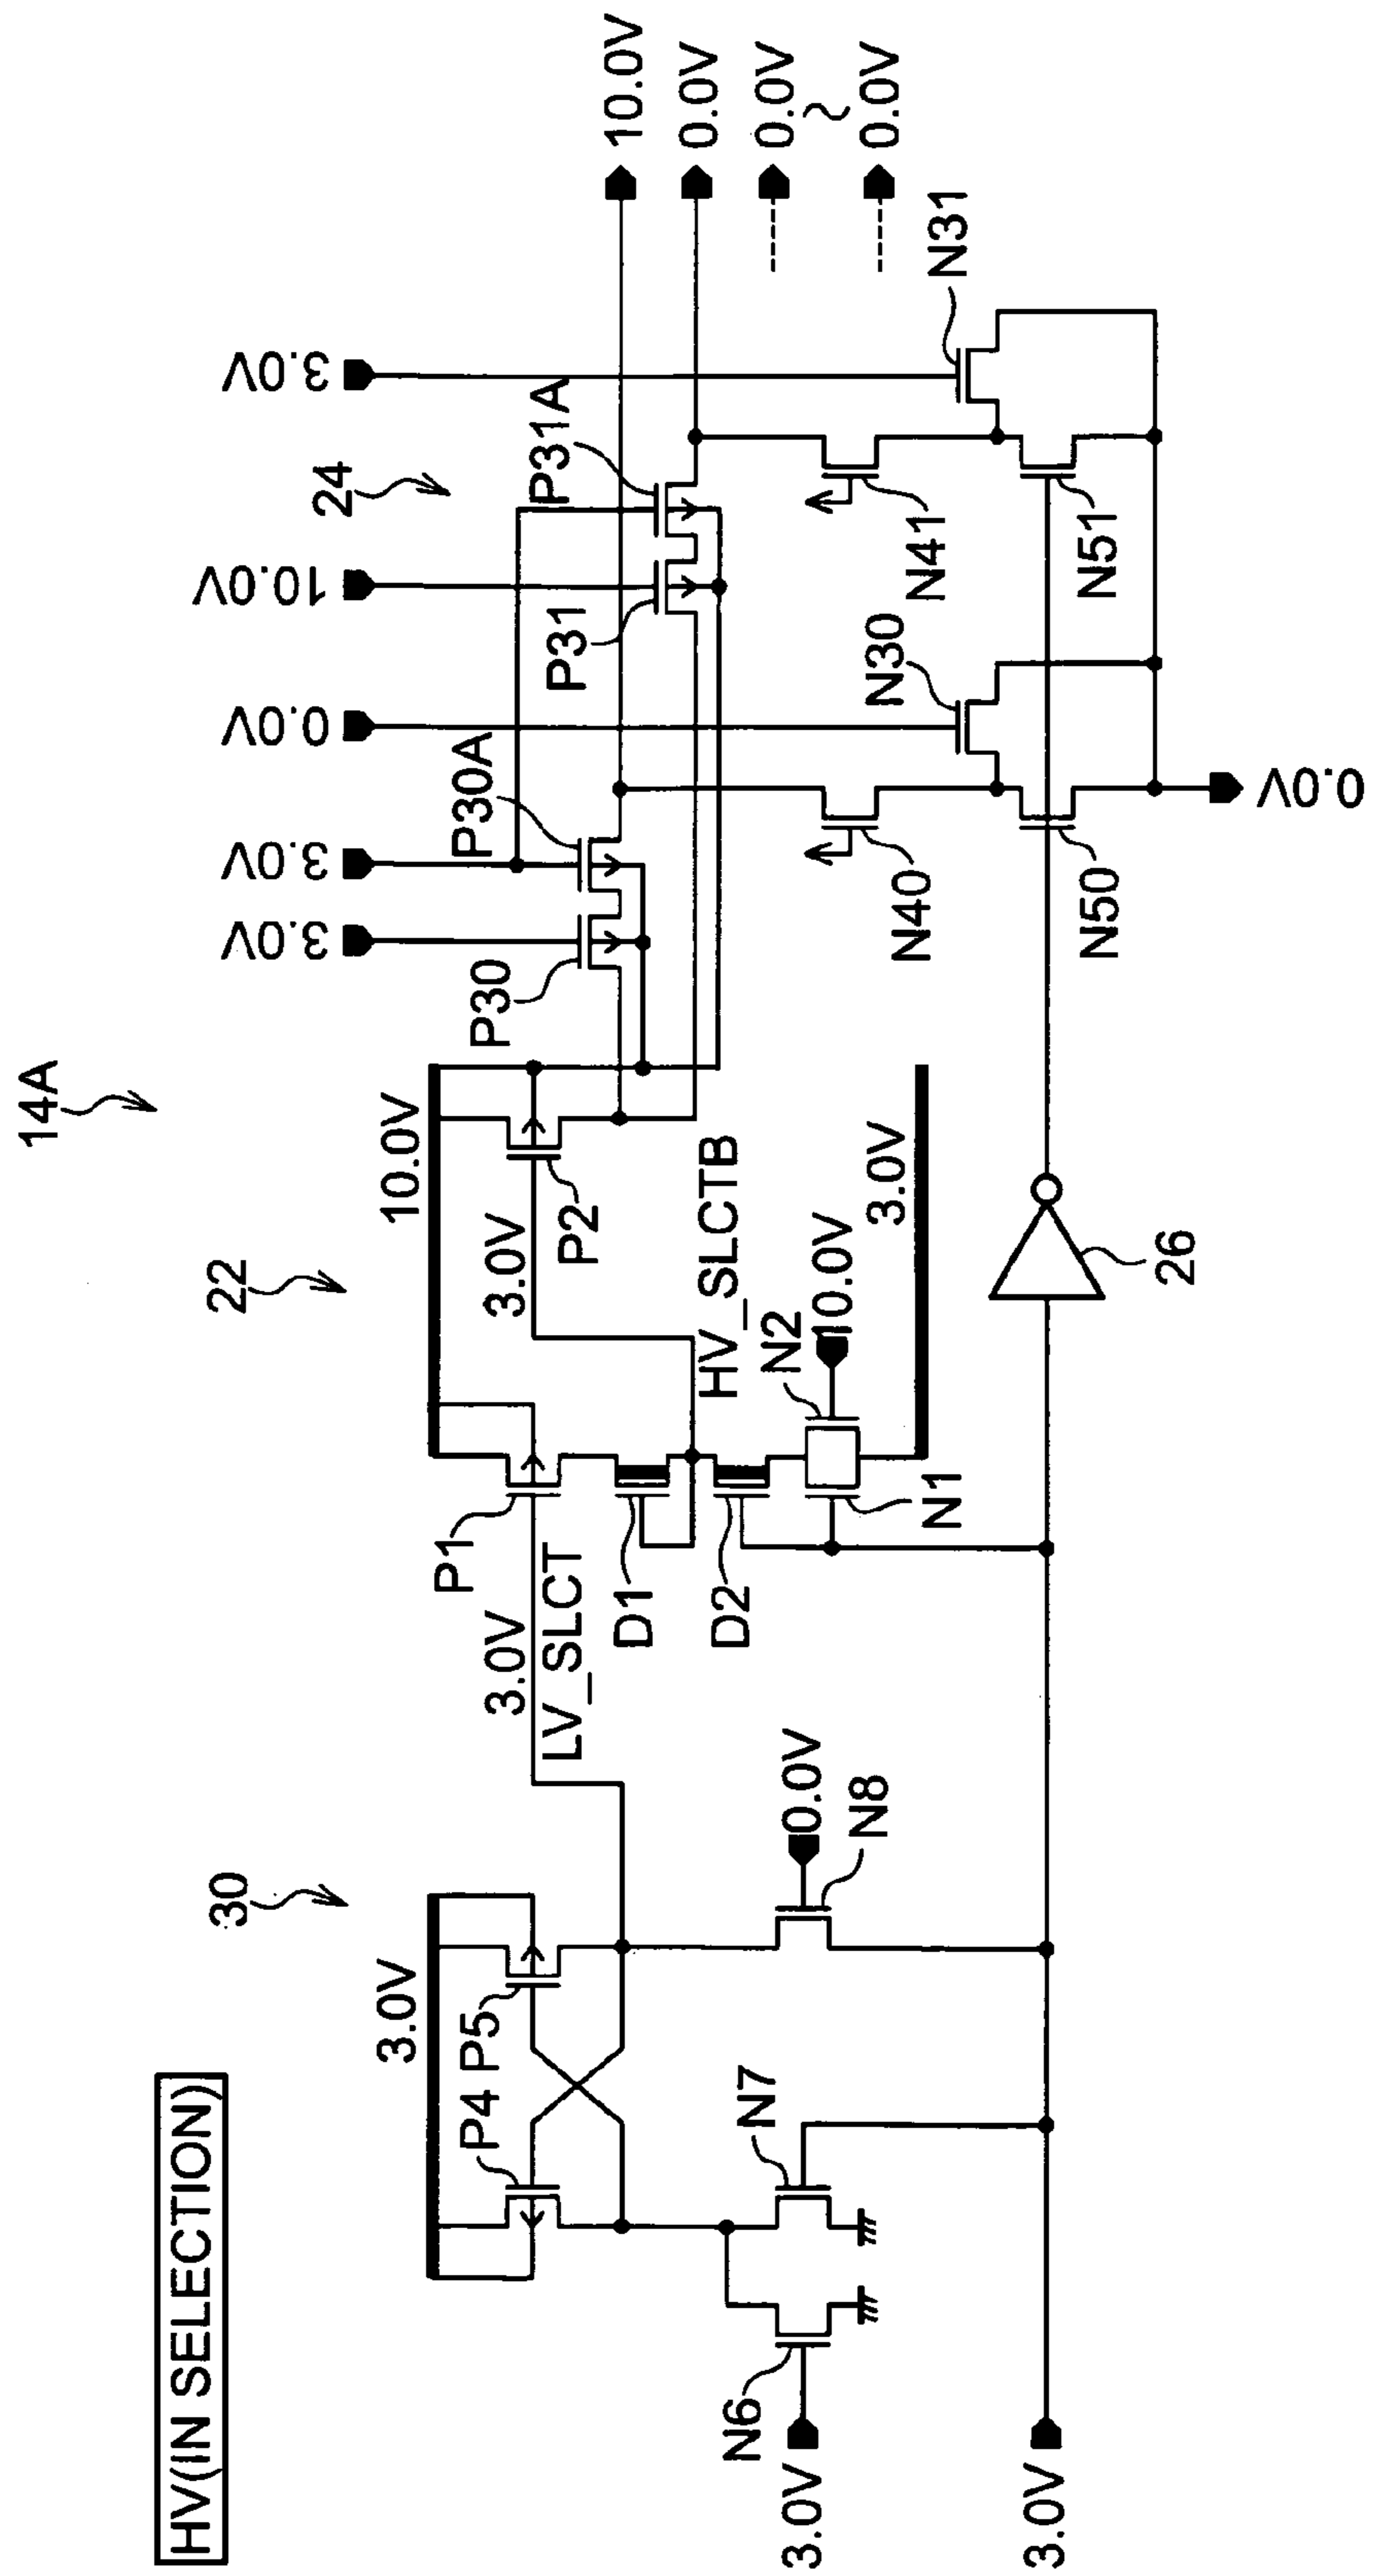 HV(IN SELECTION)
14A
30
22
24
3.0V
P4
P5
3.0V
LV_SLCT
P1
10.0V
3.0V
P2
D1
D2
HV_SLCTB
N2
10.0V
N1
3.0V
N6
3.0V
N7
0.0V
N8
3.0V
26
3.0V
3.0V
0.0V
10.0V
3.0V
P30
P30A
P31
P31A
10.0V
0.0V
0.0V
~
0.0V
N40
N30
N41
N31
N50
N51
0.0V